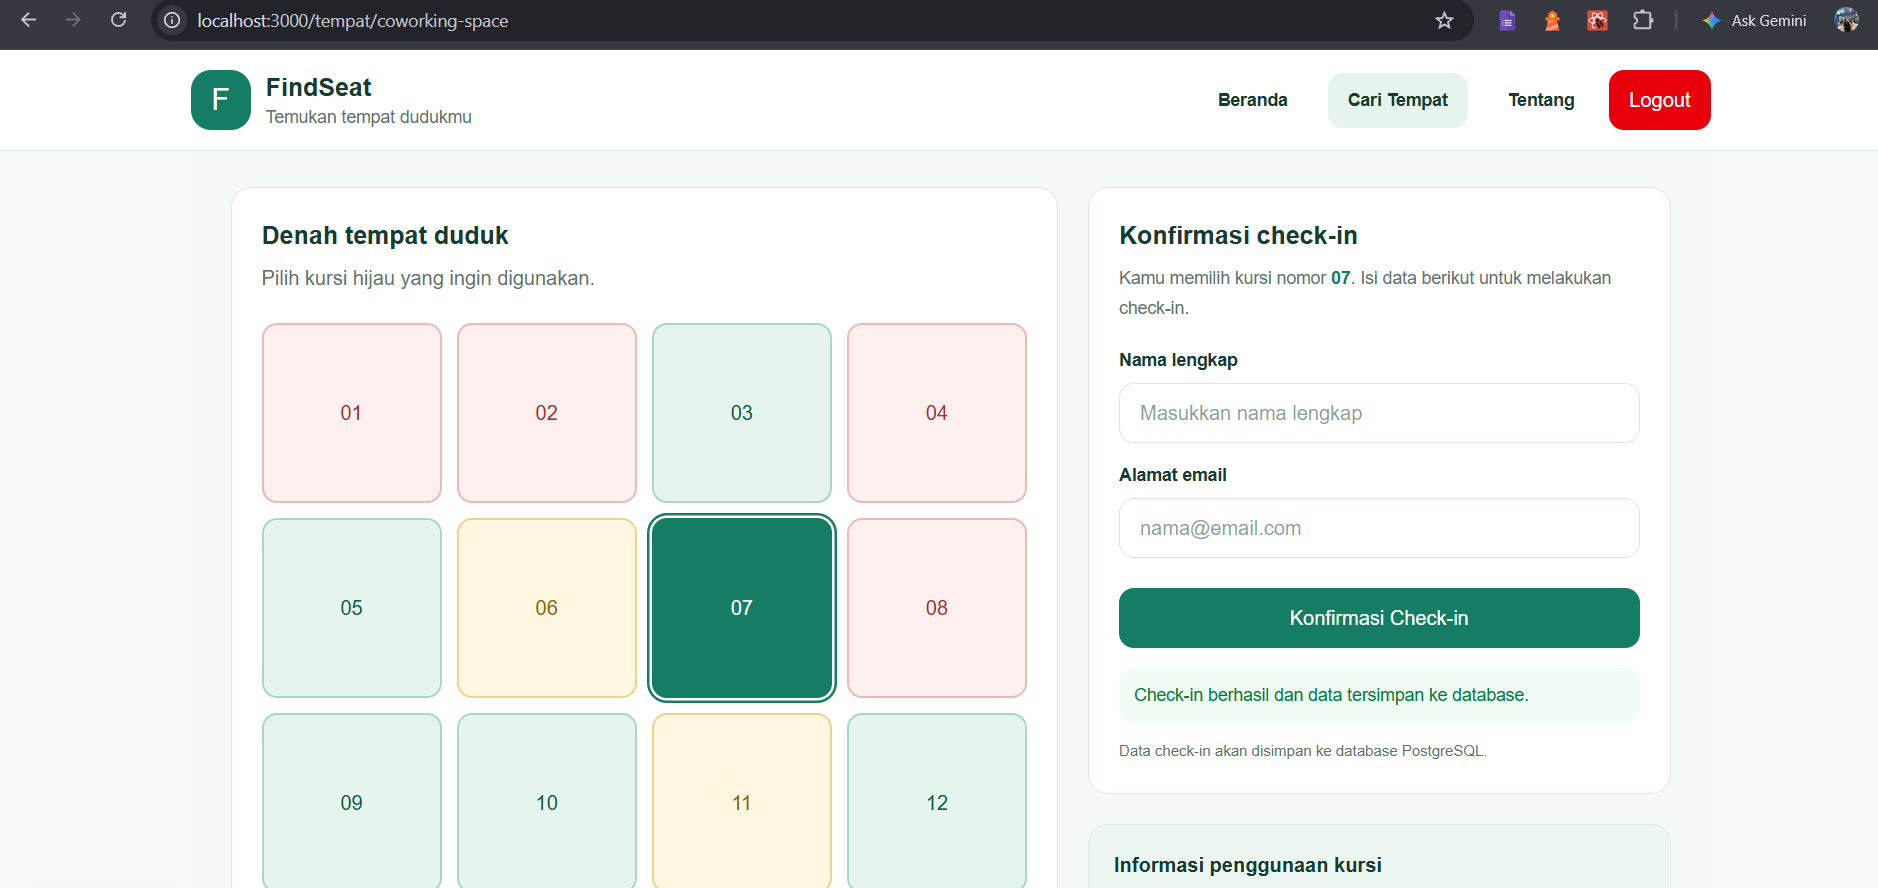 localhost:3000/tempat/coworking-space
Ask Gemini
F
FindSeat
Temukan tempat dudukmu
Beranda
Cari Tempat
Tentang
Logout
Denah tempat duduk
Pilih kursi hijau yang ingin digunakan.
01
02
03
04
05
06
07
08
09
10
11
12
Konfirmasi check-in
Kamu memilih kursi nomor 07. Isi data berikut untuk melakukan
check-in.
Nama lengkap
Masukkan nama lengkap
Alamat email
nama@email.com
Konfirmasi Check-in
Check-in berhasil dan data tersimpan ke database.
Data check-in akan disimpan ke database PostgreSQL.
Informasi penggunaan kursi